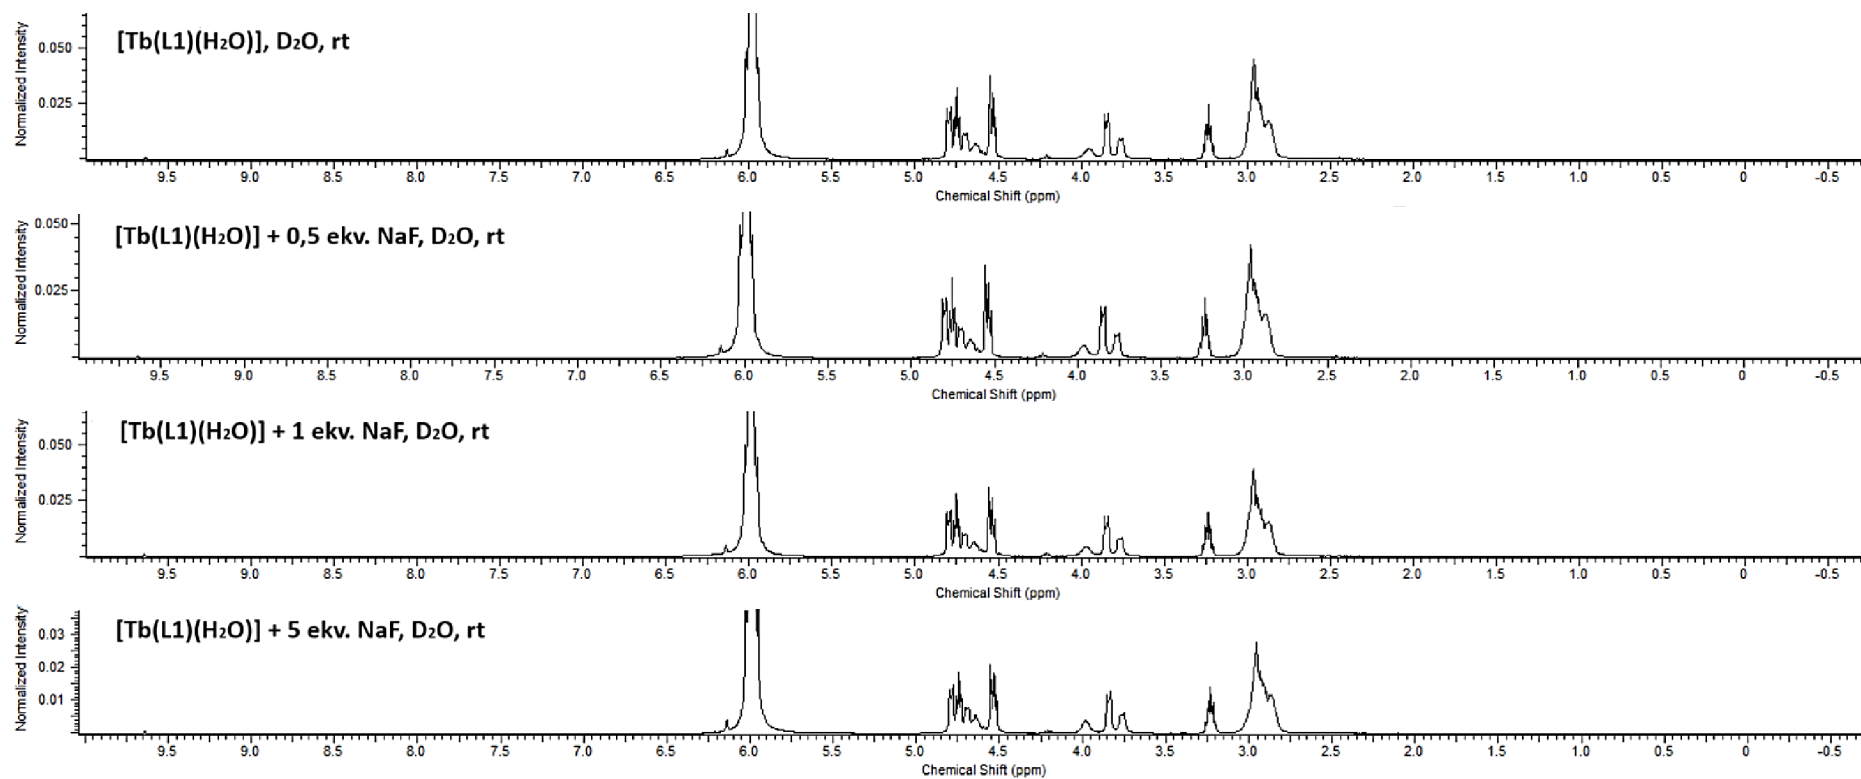 [Tb(L1)(H₂O)], D₂O, rt
Normalized Intensity
0.050
0.025
9.5 9.0 8.5 8.0 7.5 7.0 6.5 6.0 5.5 5.0 4.5 4.0 3.5 3.0 2.5 2.0 1.5 1.0 0.5 0 -0.5
Chemical Shift (ppm)
[Tb(L1)(H₂O)] + 0,5 ekv. NaF, D₂O, rt
Normalized Intensity
0.050
0.025
9.5 9.0 8.5 8.0 7.5 7.0 6.5 6.0 5.5 5.0 4.5 4.0 3.5 3.0 2.5 2.0 1.5 1.0 0.5 0 -0.5
Chemical Shift (ppm)
[Tb(L1)(H₂O)] + 1 ekv. NaF, D₂O, rt
Normalized Intensity
0.050
0.025
9.5 9.0 8.5 8.0 7.5 7.0 6.5 6.0 5.5 5.0 4.5 4.0 3.5 3.0 2.5 2.0 1.5 1.0 0.5 0 -0.5
Chemical Shift (ppm)
[Tb(L1)(H₂O)] + 5 ekv. NaF, D₂O, rt
Normalized Intensity
0.03
0.02
0.01
9.5 9.0 8.5 8.0 7.5 7.0 6.5 6.0 5.5 5.0 4.5 4.0 3.5 3.0 2.5 2.0 1.5 1.0 0.5 0 -0.5
Chemical Shift (ppm)